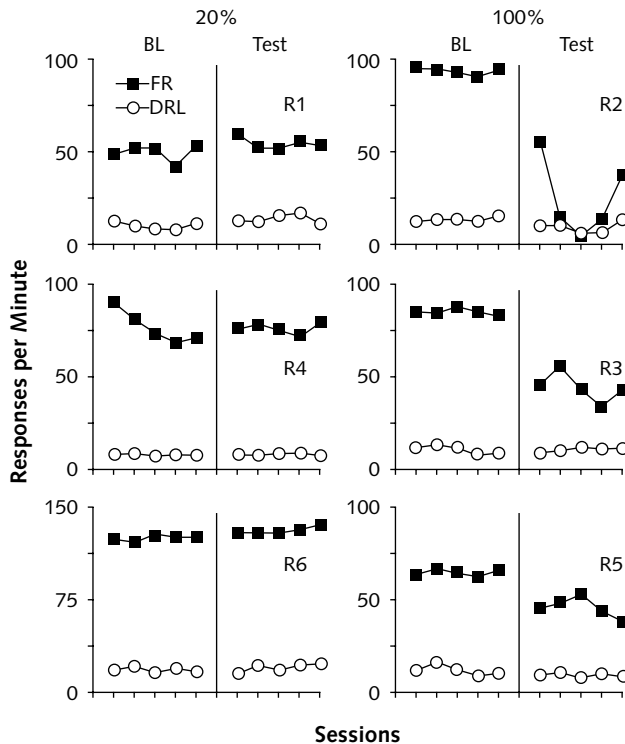 20% 100%
BL Test BL Test
100 100
FR
DRL
R1 R2
50 50
0 0
100 100
R4 R3
50 50
0 0
150 100
R6 R5
75 50
0 0
Responses per Minute
Sessions